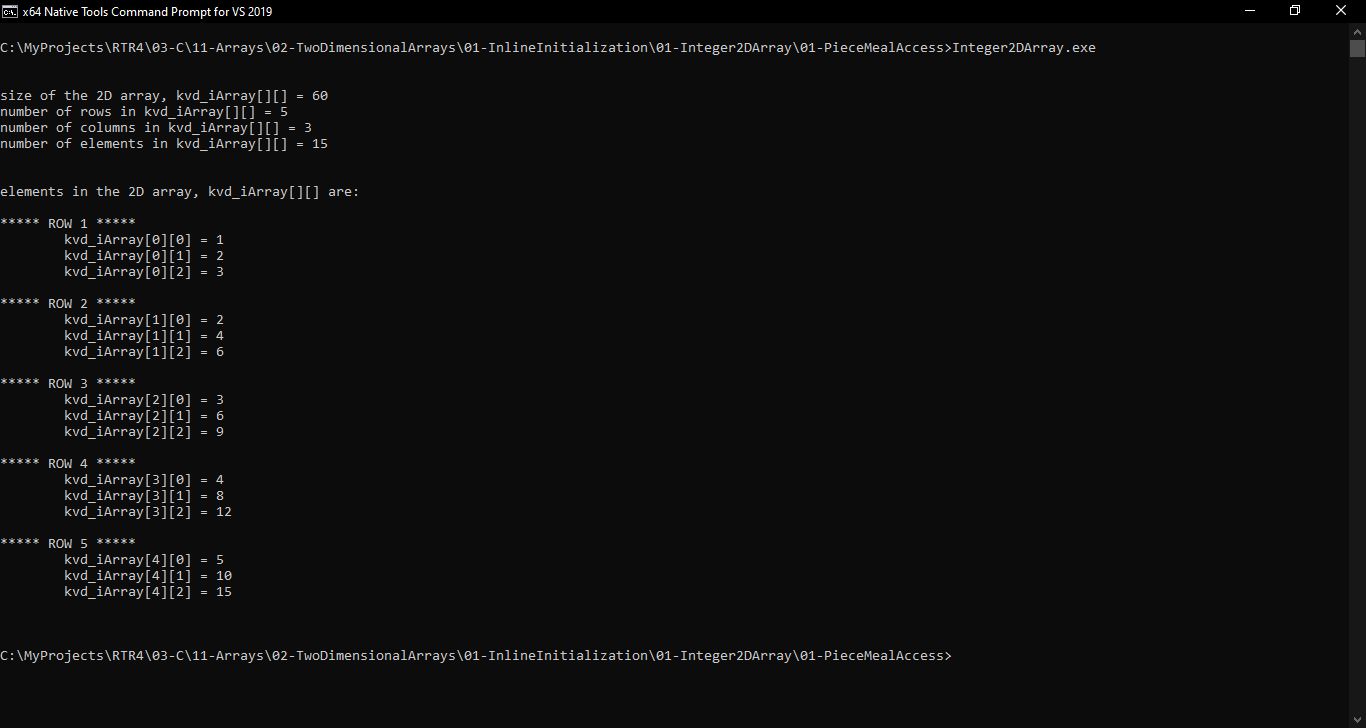 x64 Native Tools Command Prompt for VS 2019
C:\MyProjects\RTR4\03-C\11-Arrays\02-TwoDimensionalArrays\01-InlineInitialization\01-Integer2DArray\01-PieceMealAccess>Integer2DArray.exe
size of the 2D array, kvd_iArray[][] = 60
number of rows in kvd_iArray[][] = 5
number of columns in kvd_iArray[][] = 3
number of elements in kvd_iArray[][] = 15
elements in the 2D array, kvd_iArray[][] are:
***** ROW 1 *****
kvd_iArray[0][0] = 1
kvd_iArray[0][1] = 2
kvd_iArray[0][2] = 3
***** ROW 2 *****
kvd_iArray[1][0] = 2
kvd_iArray[1][1] = 4
kvd_iArray[1][2] = 6
***** ROW 3 *****
kvd_iArray[2][0] = 3
kvd_iArray[2][1] = 6
kvd_iArray[2][2] = 9
***** ROW 4 *****
kvd_iArray[3][0] = 4
kvd_iArray[3][1] = 8
kvd_iArray[3][2] = 12
***** ROW 5 *****
kvd_iArray[4][0] = 5
kvd_iArray[4][1] = 10
kvd_iArray[4][2] = 15
C:\MyProjects\RTR4\03-C\11-Arrays\02-TwoDimensionalArrays\01-InlineInitialization\01-Integer2DArray\01-PieceMealAccess>